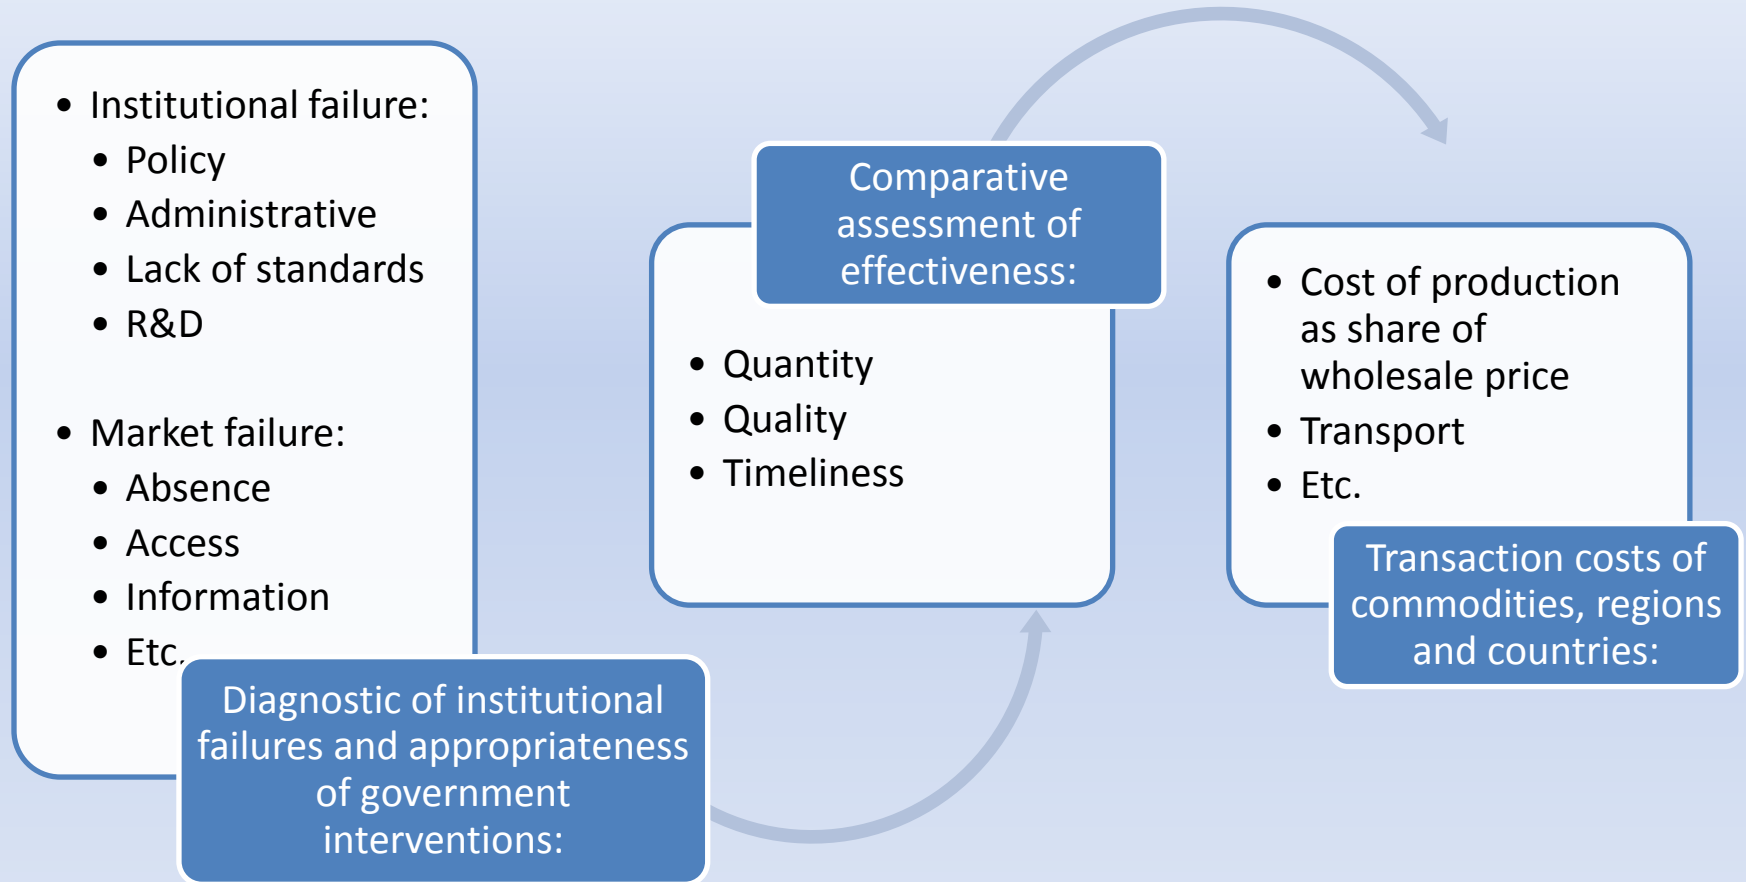 • Institutional failure:
• Policy
• Administrative
• Lack of standards
• R&D
• Market failure:
• Absence
• Access
• Information
• Etc.
Diagnostic of institutional
failures and appropriateness
of government
interventions:
Comparative
assessment of
effectiveness:
• Quantity
• Quality
• Timeliness
• Cost of production
as share of
wholesale price
• Transport
• Etc.
Transaction costs of
commodities, regions
and countries: